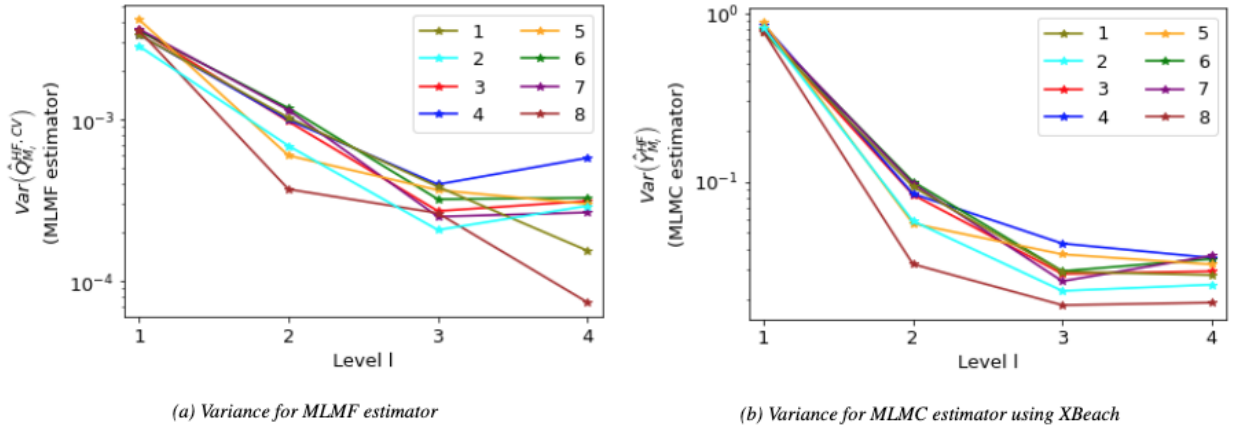 Var(Q̂^{HF,CV}_{M_l})
(MLMF estimator)
10^{-3}
10^{-4}
1 5
2 6
3 7
4 8
1 2 3 4
Level l
(a) Variance for MLMF estimator
Var(Ŷ^{HF}_{M_l})
(MLMC estimator)
10^{0}
10^{-1}
1 5
2 6
3 7
4 8
1 2 3 4
Level l
(b) Variance for MLMC estimator using XBeach